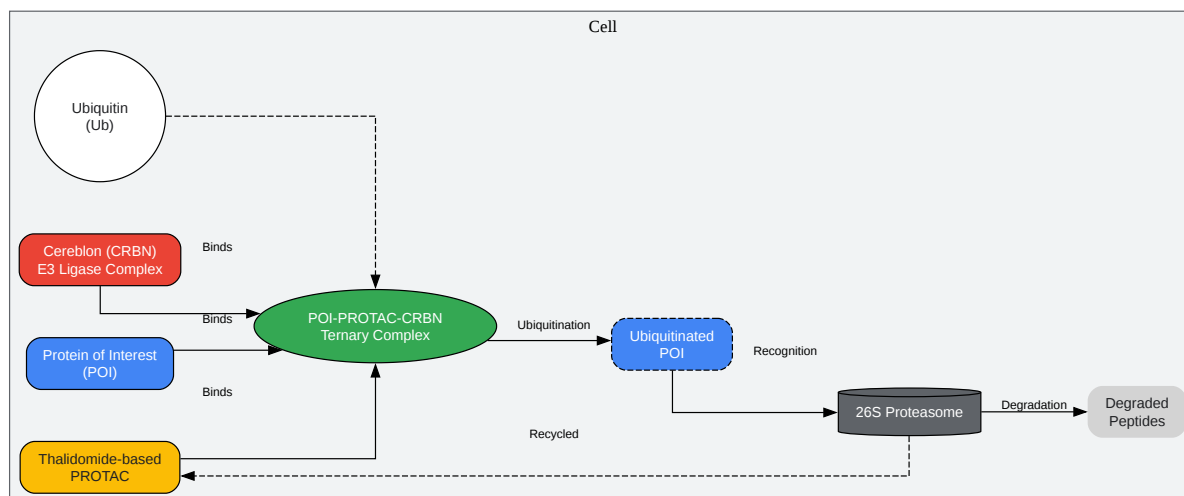 Cell
Ubiquitin
(Ub)
Cereblon (CRBN)
E3 Ligase Complex
Binds
Binds
POI-PROTAC-CRBN
Ternary Complex
Ubiquitination
Ubiquitinated
POI
Recognition
Protein of Interest
(POI)
Binds
26S Proteasome
Degradation
Degraded
Peptides
Recycled
Thalidomide-based
PROTAC